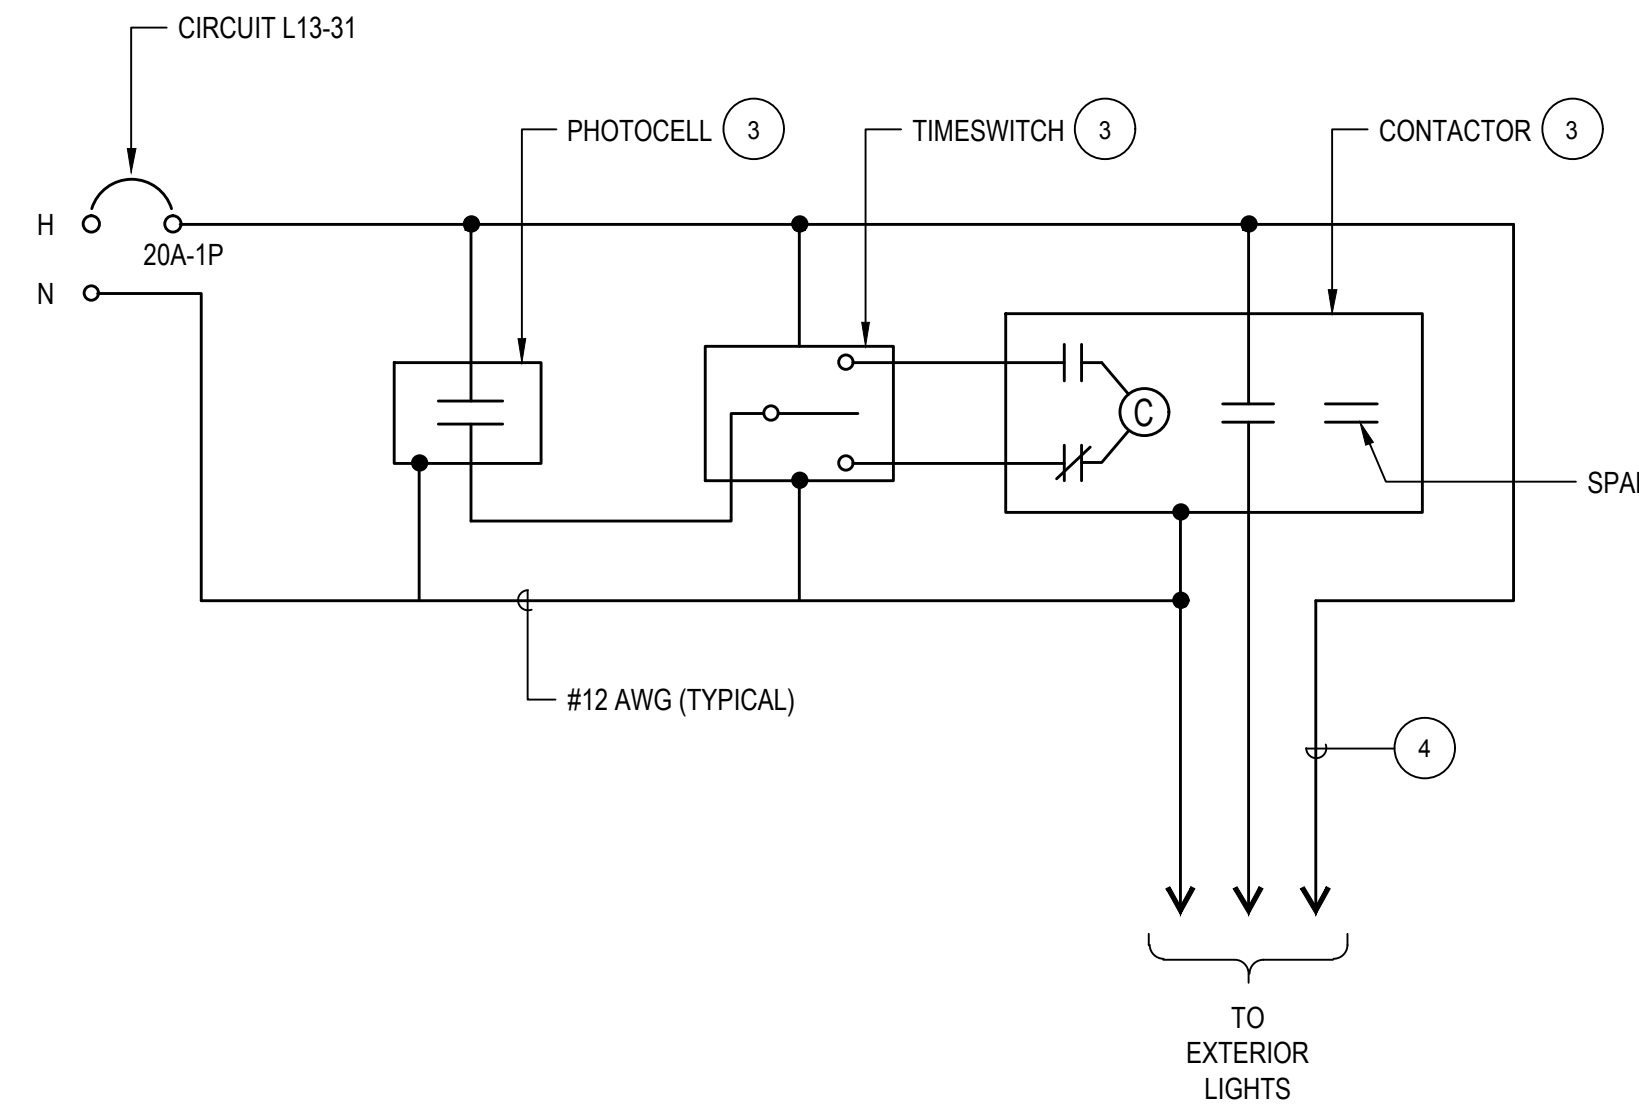 CIRCUIT L13-31
PHOTOCELL 3
TIMESWITCH 3
CONTACTOR 3
H
20A-1P
N
C
#12 AWG (TYPICAL)
4
TO
EXTERIOR
LIGHTS